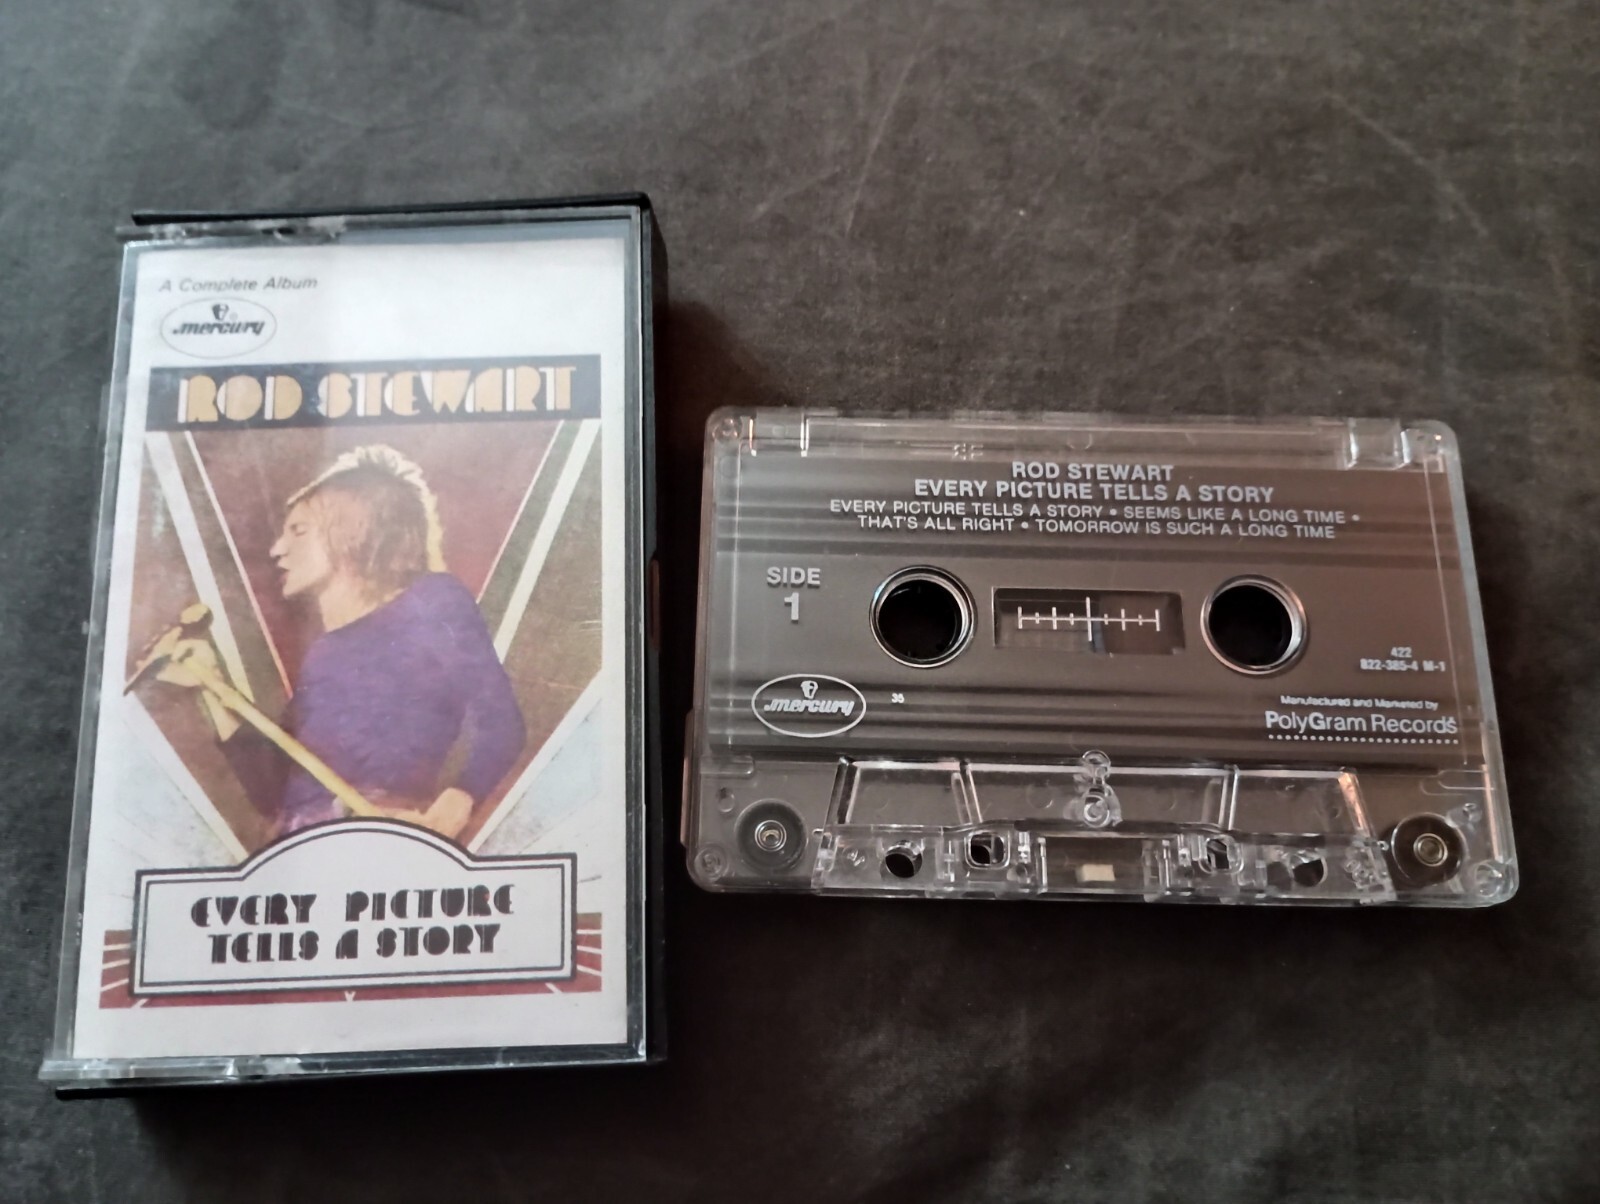 A Complete Album
mercury
ROD STEWART
EVERY PICTURE
TELLS A STORY
ROD STEWART
EVERY PICTURE TELLS A STORY
EVERY PICTURE TELLS A STORY • SEEMS LIKE A LONG TIME •
THAT'S ALL RIGHT • TOMORROW IS SUCH A LONG TIME
SIDE
1
422
822-385-4 M-1
mercury
35
Manufactured and Marketed by
PolyGram Records